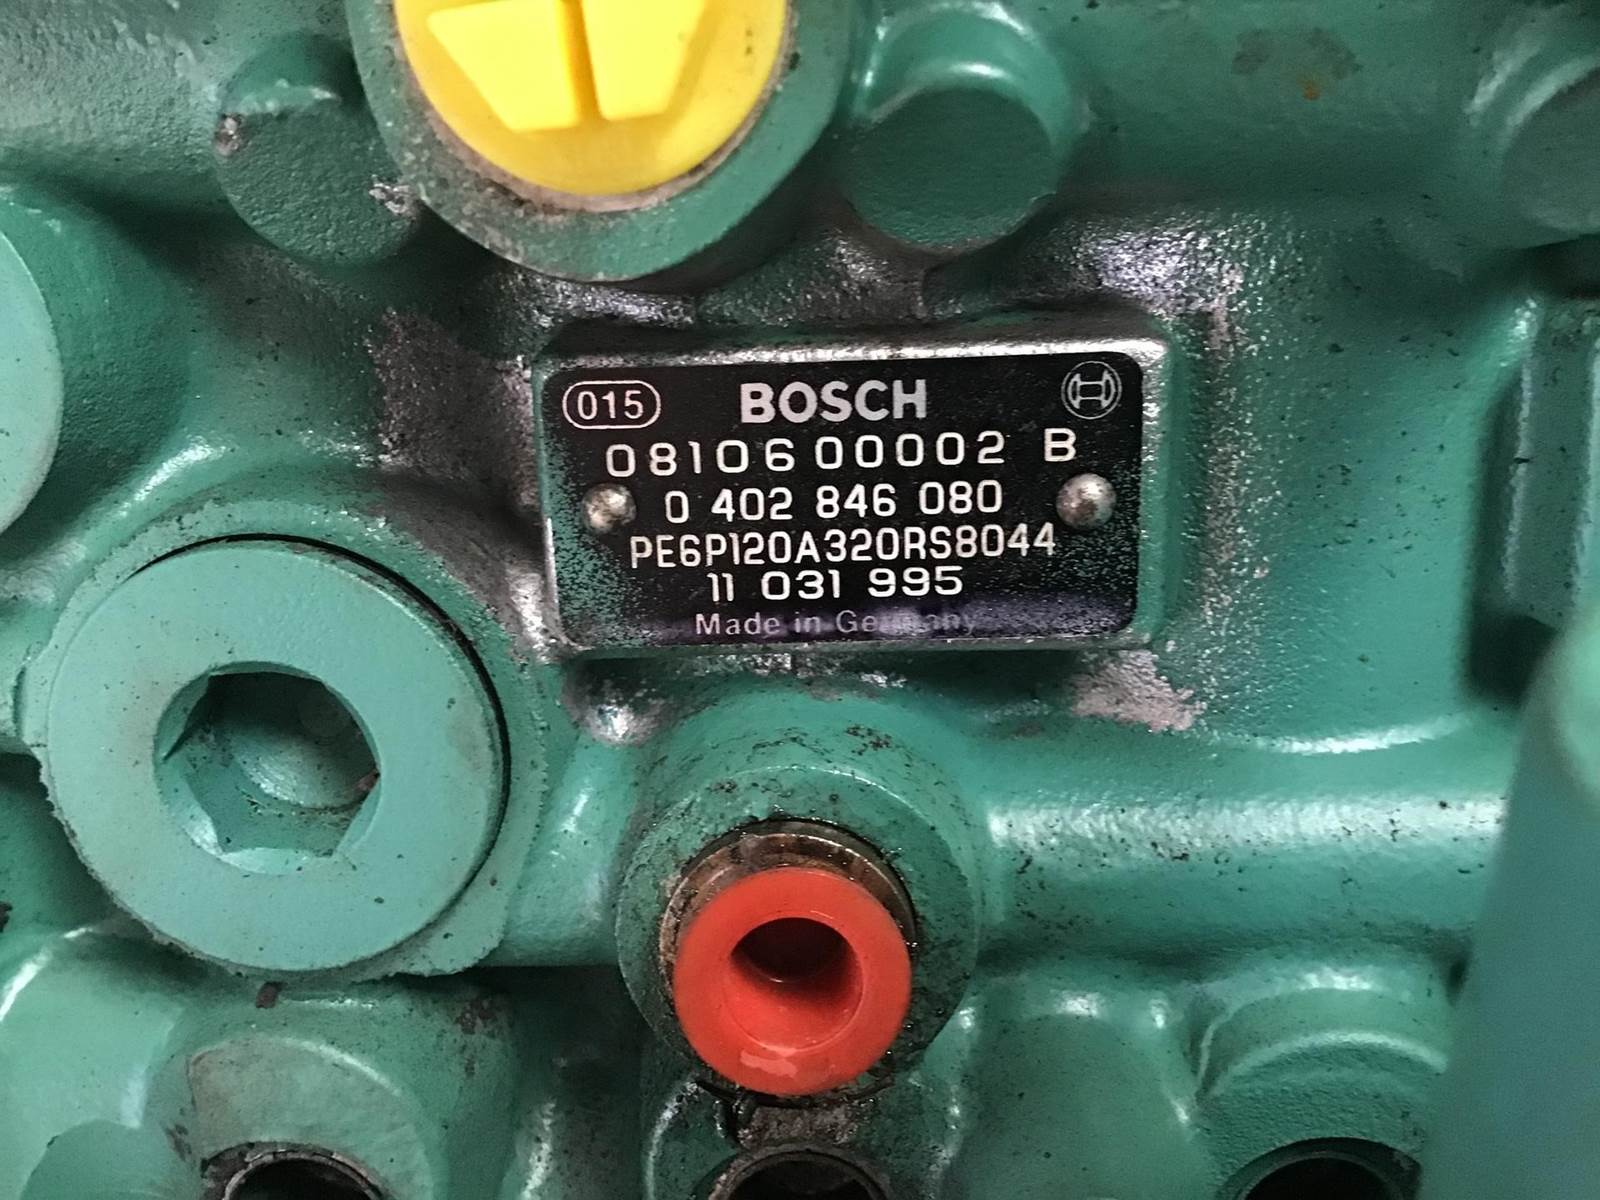 015 BOSCH
0810600002 B
0 402 846 080
PE6P120A320RS8044
11 031 995
Made in Germany